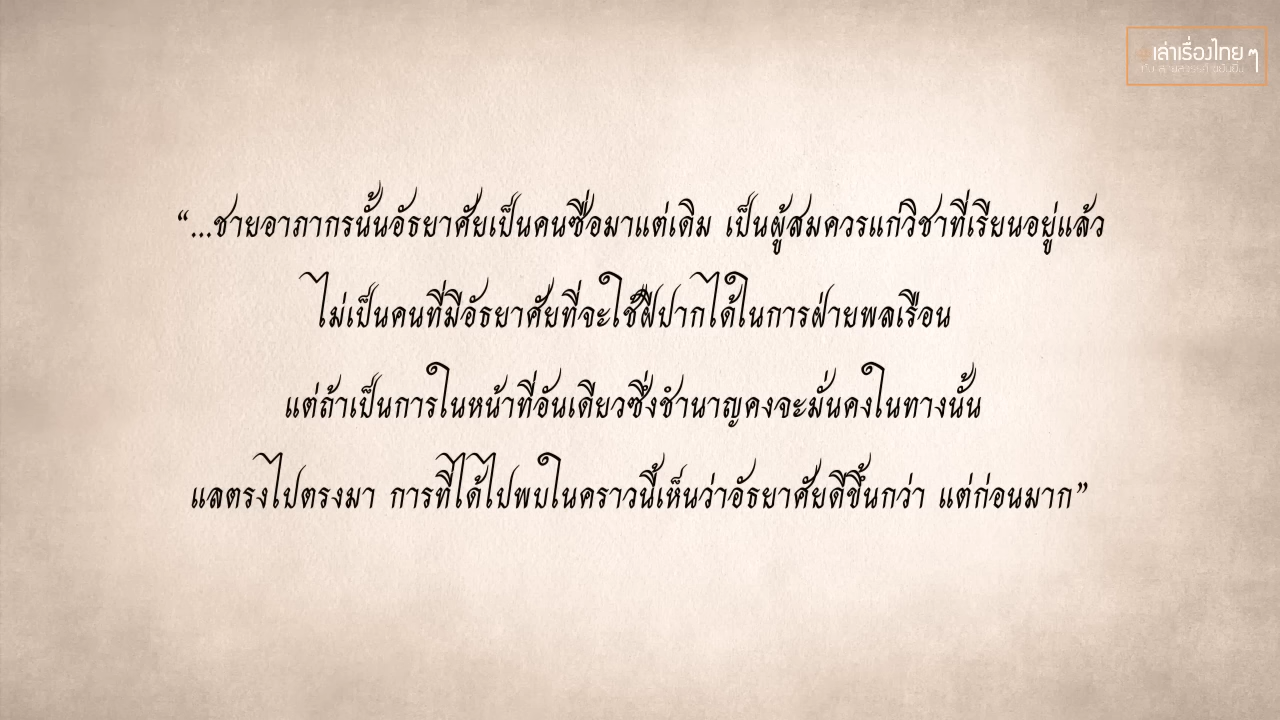 เล่าเรื่องไทย ๆ
“...ชายอาภากรนั้นอัธยาศัยเป็นคนซื่อมาแต่เดิม เป็นผู้สมควรแก่วิชาที่เรียนอยู่แล้ว
ไม่เป็นคนที่มีอัธยาศัยที่จะใช้ฝีปากได้ในการฝ่ายพลเรือน
แต่ถ้าเป็นการในหน้าที่อันเดียวซึ่งชำนาญคงจะมั่นคงในทางนั้น
แลตรงไปตรงมา การที่ได้ไปพบในคราวนี้เห็นว่าอัธยาศัยดีขึ้นกว่า แต่ก่อนมาก”